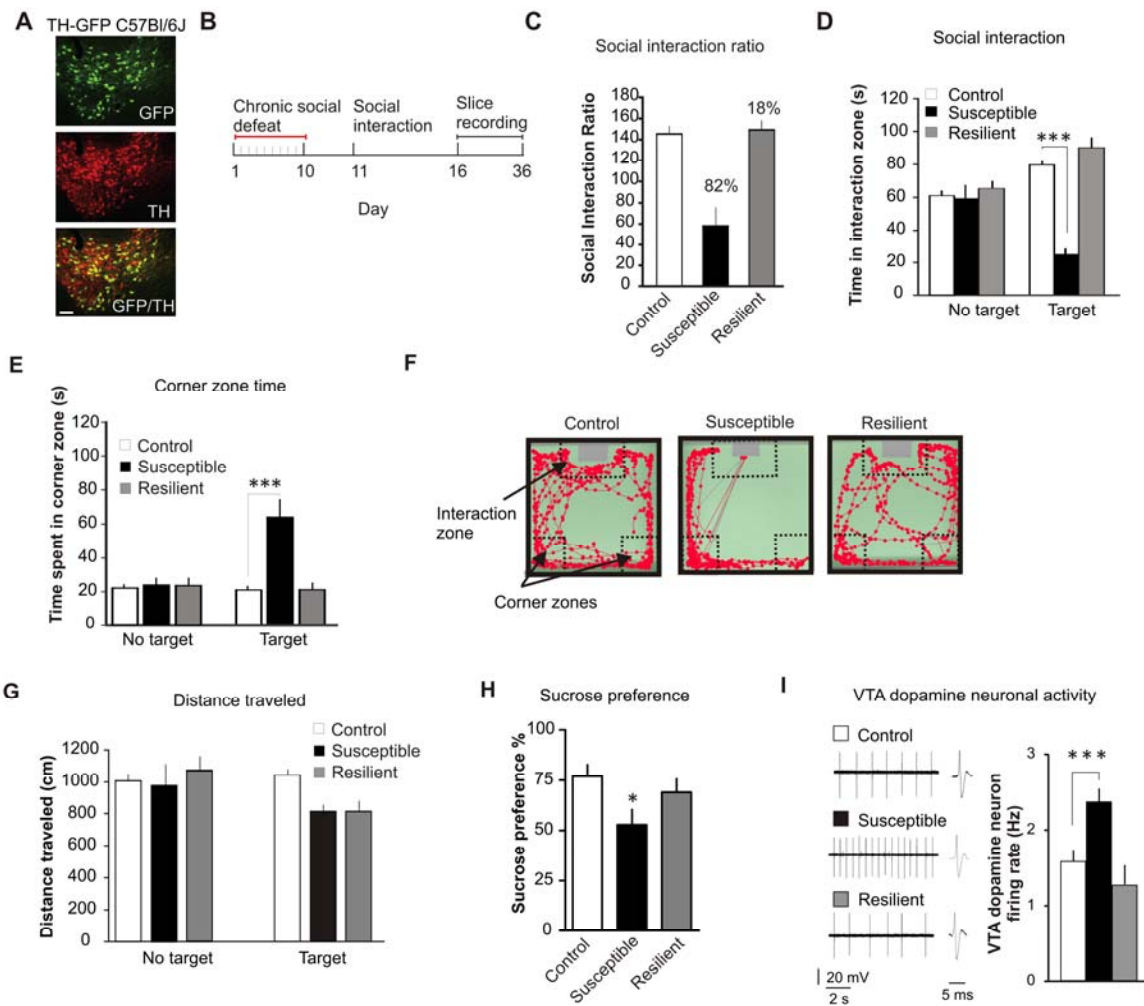 A
TH-GFP C57Bl/6J
GFP
TH
GFP/TH
B
Chronic social
defeat
Social
interaction
Slice
recording
1
10
11
16
36
Day
C
Social interaction ratio
Social Interaction Ratio
180
160
140
120
100
80
60
40
20
0
82%
18%
Control
Susceptible
Resilient
D
Social interaction
Time in interaction zone (s)
120
100
80
60
40
20
0
Control
Susceptible
Resilient
***
No target
Target
E
Corner zone time
Time spent in corner zone (s)
120
100
80
60
40
20
0
Control
Susceptible
Resilient
***
No target
Target
F
Control
Susceptible
Resilient
Interaction
zone
Corner zones
G
Distance traveled
Distance traveled (cm)
1200
1000
800
600
400
200
0
Control
Susceptible
Resilient
No target
Target
H
Sucrose preference
Sucrose preference %
100
75
50
25
0
*
Control
Susceptible
Resilient
I
VTA dopamine neuronal activity
Control
Susceptible
Resilient
20 mV
2 s
5 ms
VTA dopamine neuron
firing rate (Hz)
3
2
1
0
***